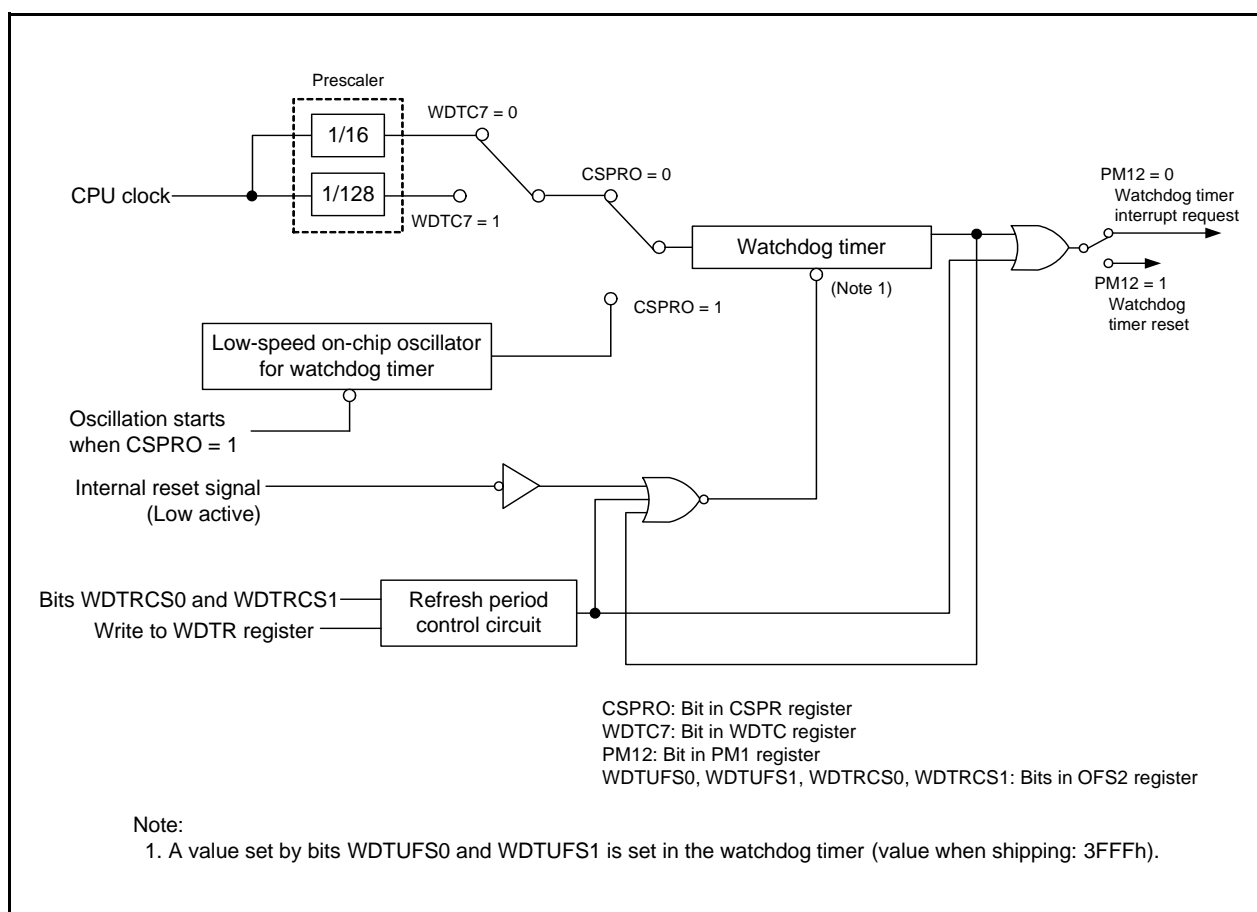 Prescaler
1/16
1/128
CPU clock
WDTC7 = 0
WDTC7 = 1
CSPRO = 0
CSPRO = 1
Watchdog timer
(Note 1)
PM12 = 0
Watchdog timer
interrupt request
PM12 = 1
Watchdog
timer reset
Low-speed on-chip oscillator
for watchdog timer
Oscillation starts
when CSPRO = 1
Internal reset signal
(Low active)
Bits WDTRCS0 and WDTRCS1
Write to WDTR register
Refresh period
control circuit
CSPRO: Bit in CSPR register
WDTC7: Bit in WDTC register
PM12: Bit in PM1 register
WDTUFS0, WDTUFS1, WDTRCS0, WDTRCS1: Bits in OFS2 register
Note:
1. A value set by bits WDTUFS0 and WDTUFS1 is set in the watchdog timer (value when shipping: 3FFFh).